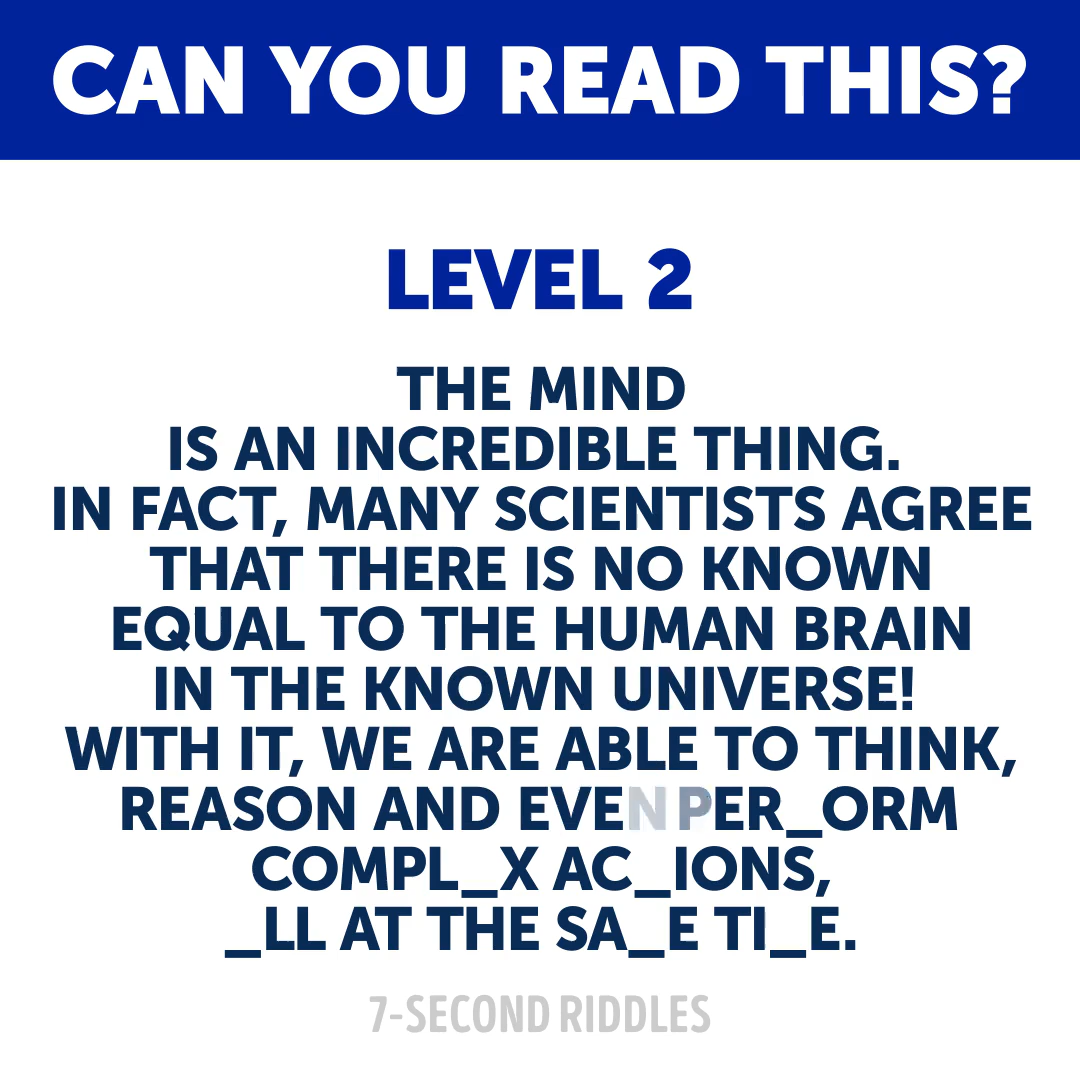 CAN YOU READ THIS?
LEVEL 2
THE MIND
IS AN INCREDIBLE THING.
IN FACT, MANY SCIENTISTS AGREE
THAT THERE IS NO KNOWN
EQUAL TO THE HUMAN BRAIN
IN THE KNOWN UNIVERSE!
WITH IT, WE ARE ABLE TO THINK,
REASON AND EVEN PER_ORM
COMPL_X AC_IONS,
_LL AT THE SA_E TI_E.
7-SECOND RIDDLES